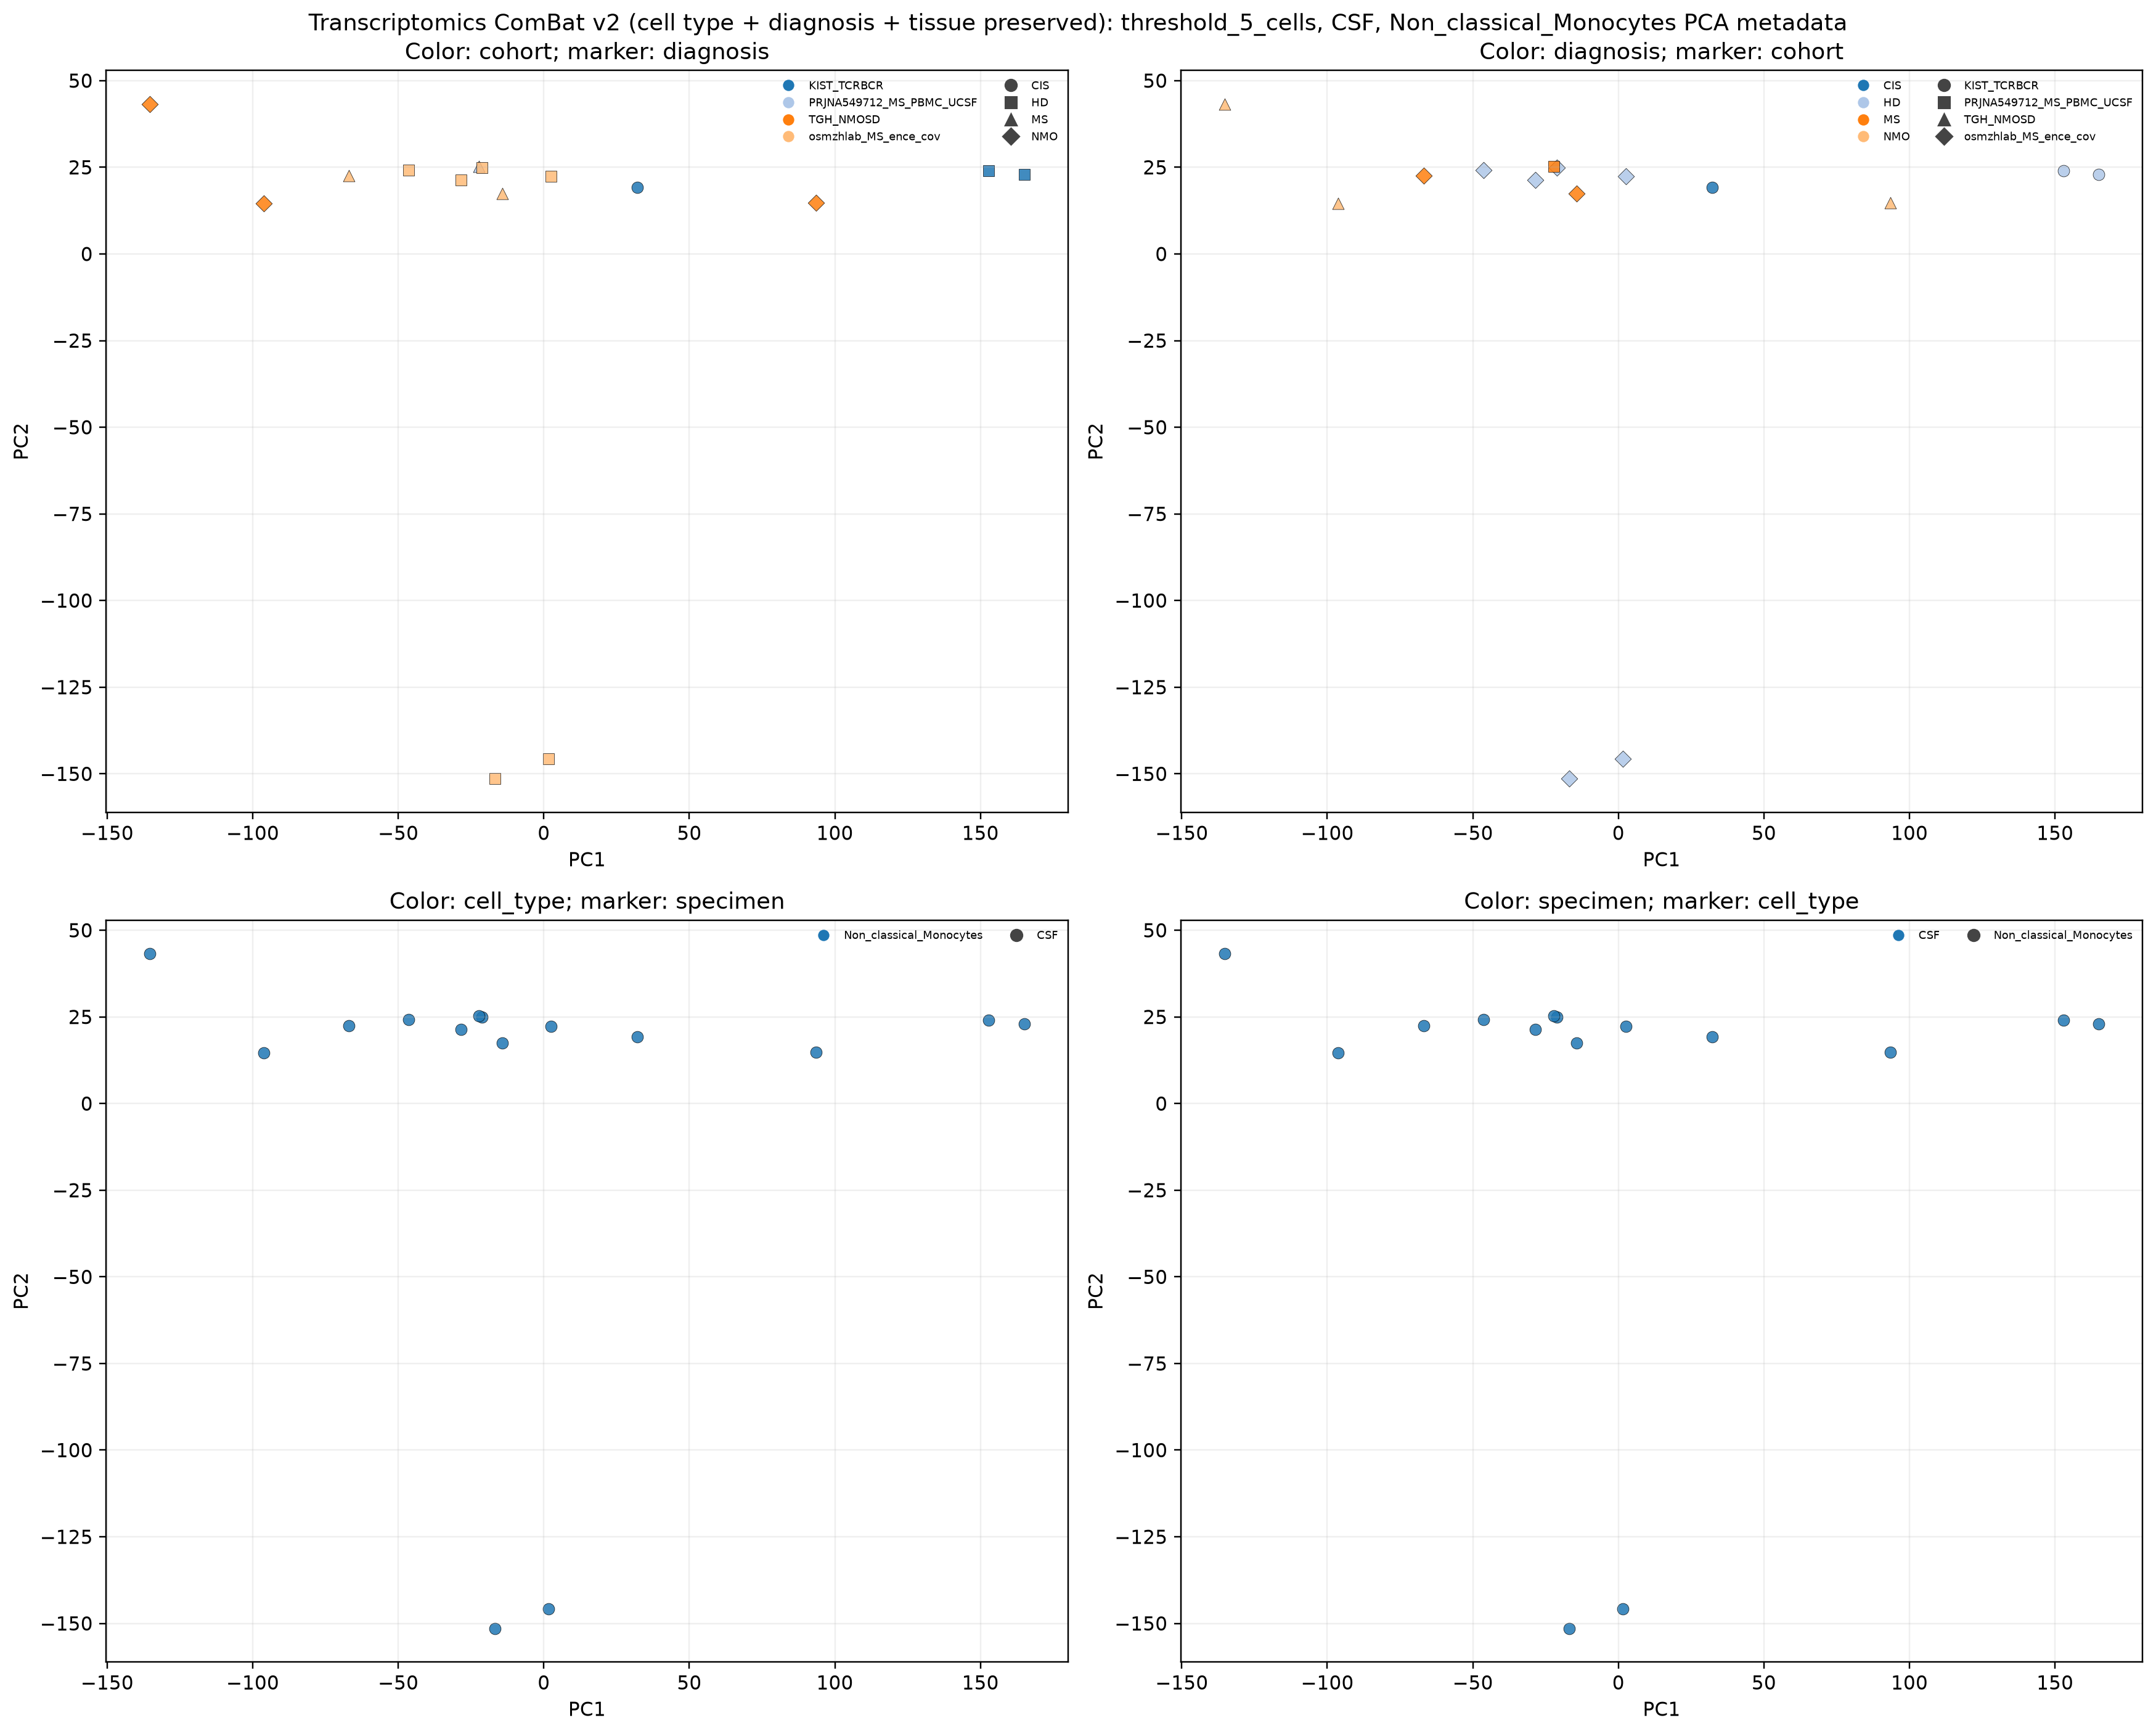 Transcriptomics ComBat v2 (cell type + diagnosis + tissue preserved): threshold_5_cells, CSF, Non_classical_Monocytes PCA metadata
Color: cohort; marker: diagnosis
KIST_TCRBCR
PRJNA549712_MS_PBMC_UCSF
TGH_NMOSD
osmzhlab_MS_ence_cov
CIS
HD
MS
NMO
50
25
0
−25
−50
−75
−100
−125
−150
PC2
−150 −100 −50 0 50 100 150
PC1
Color: diagnosis; marker: cohort
CIS
HD
MS
NMO
KIST_TCRBCR
PRJNA549712_MS_PBMC_UCSF
TGH_NMOSD
osmzhlab_MS_ence_cov
50
25
0
−25
−50
−75
−100
−125
−150
PC2
−150 −100 −50 0 50 100 150
PC1
Color: cell_type; marker: specimen
Non_classical_Monocytes CSF
50
25
0
−25
−50
−75
−100
−125
−150
PC2
−150 −100 −50 0 50 100 150
PC1
Color: specimen; marker: cell_type
CSF Non_classical_Monocytes
50
25
0
−25
−50
−75
−100
−125
−150
PC2
−150 −100 −50 0 50 100 150
PC1